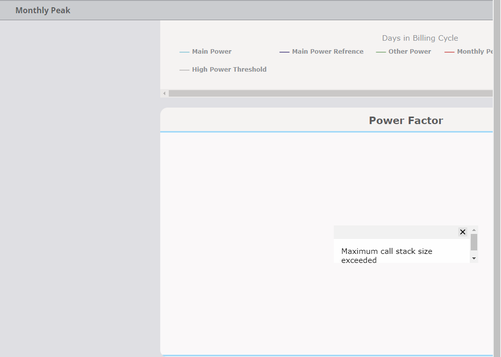 Monthly Peak
Days in Billing Cycle
Main Power
Main Power Refrence
Other Power
Monthly Pe
High Power Threshold
Power Factor
Maximum call stack size
exceeded